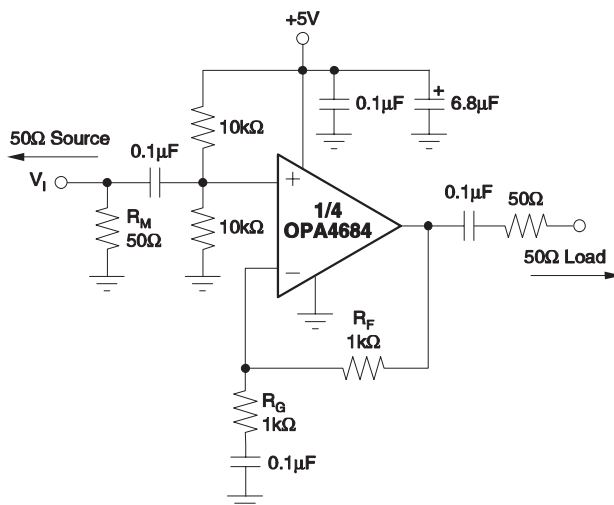 +5V
0.1μF
+
6.8μF
50Ω Source
0.1μF
10kΩ
V_I
R_M
50Ω
10kΩ
+
1/4
OPA4684
−
0.1μF
50Ω
50Ω Load
R_F
1kΩ
R_G
1kΩ
0.1μF